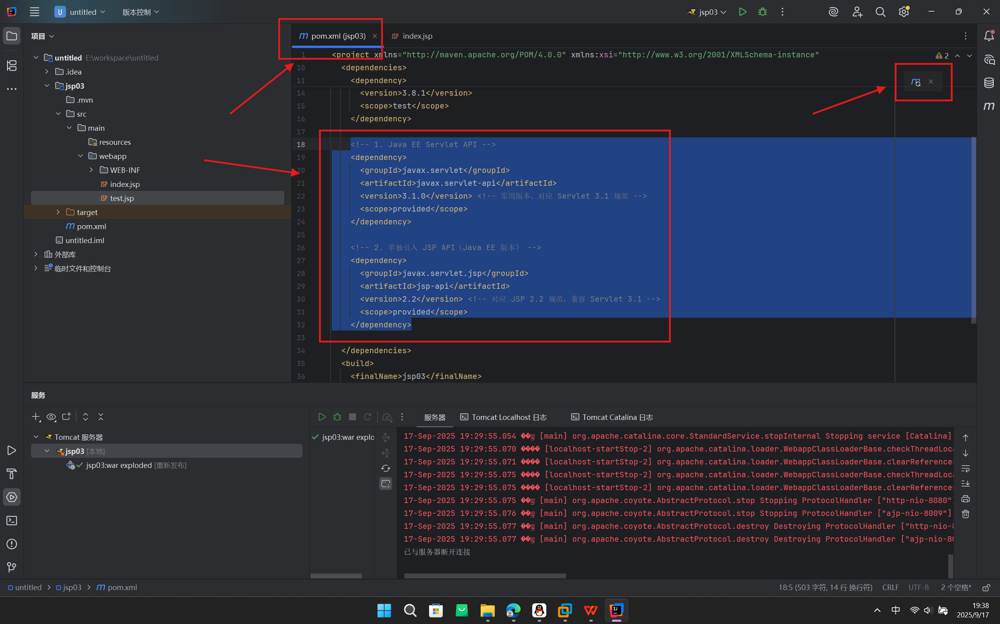 U untitled 版本控制 jsp03
项目
untitled E:\workspace\untitled
.idea
jsp03
.mvn
src
main
resources
webapp
WEB-INF
JSP index.jsp
JSP test.jsp
target
m pom.xml
untitled.iml
外部库
临时文件和控制台
m pom.xml (jsp03) JSP index.jsp
1 <project xmlns="http://maven.apache.org/POM/4.0.0" xmlns:xsi="http://www.w3.org/2001/XMLSchema-instance" 2
10 <dependencies>
11 <dependency>
14 <version>3.8.1</version>
15 <scope>test</scope>
16 </dependency>
17
18 <!-- 1. Java EE Servlet API -->
19 <dependency>
20 <groupId>javax.servlet</groupId>
21 <artifactId>javax.servlet-api</artifactId>
22 <version>3.1.0</version> <!-- 常用版本，对应 Servlet 3.1 规范 -->
23 <scope>provided</scope>
24 </dependency>
25
26 <!-- 2. 单独引入 JSP API（Java EE 版本） -->
27 <dependency>
28 <groupId>javax.servlet.jsp</groupId>
29 <artifactId>jsp-api</artifactId>
30 <version>2.2</version> <!-- 对应 JSP 2.2 规范，兼容 Servlet 3.1 -->
31 <scope>provided</scope>
32 </dependency>
33
34 </dependencies>
35 <build>
36 <finalName>jsp03</finalName>
服务
Tomcat 服务器
jsp03 [本地]
jsp03:war exploded [重新发布]
服务器 Tomcat Localhost 日志 Tomcat Catalina 日志
jsp03:war explo
17-Sep-2025 19:29:55.054 ��ϢϢ [main] org.apache.catalina.core.StandardService.stopInternal Stopping service [Catalina]
17-Sep-2025 19:29:55.070 ���� [localhost-startStop-2] org.apache.catalina.loader.WebappClassLoaderBase.checkThreadLoc
17-Sep-2025 19:29:55.071 ���� [localhost-startStop-2] org.apache.catalina.loader.WebappClassLoaderBase.clearReference
17-Sep-2025 19:29:55.075 ���� [localhost-startStop-2] org.apache.catalina.loader.WebappClassLoaderBase.checkThreadLoc
17-Sep-2025 19:29:55.075 ���� [localhost-startStop-2] org.apache.catalina.loader.WebappClassLoaderBase.clearReference
17-Sep-2025 19:29:55.075 [main] org.apache.coyote.AbstractProtocol.stop Stopping ProtocolHandler ["http-nio-8080"]
17-Sep-2025 19:29:55.076 [main] org.apache.coyote.AbstractProtocol.stop Stopping ProtocolHandler ["ajp-nio-8009"]
17-Sep-2025 19:29:55.077 [main] org.apache.coyote.AbstractProtocol.destroy Destroying ProtocolHandler ["http-nio-8
17-Sep-2025 19:29:55.077 [main] org.apache.coyote.AbstractProtocol.destroy Destroying ProtocolHandler ["ajp-nio-80
已与服务器断开连接
untitled > jsp03 > m pom.xml 18:5 (503 字符, 14 行 换行符) CRLF UTF-8 2 个空格*
中 19:38
2025/9/17